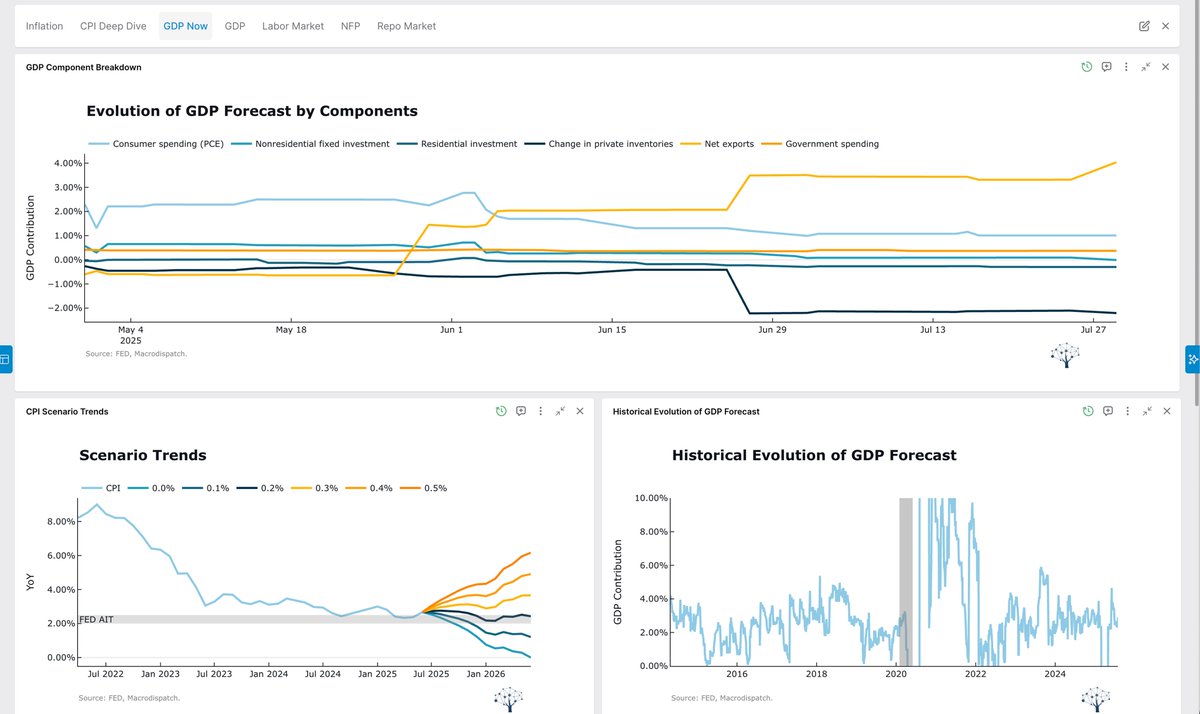 Inflation CPI Deep Dive GDP Now GDP Labor Market NFP Repo Market
GDP Component Breakdown
Evolution of GDP Forecast by Components
Consumer spending (PCE) Nonresidential fixed investment Residential investment Change in private inventories Net exports Government spending
GDP Contribution
4.00%
3.00%
2.00%
1.00%
0.00%
−1.00%
−2.00%
May 4 May 18 Jun 1 Jun 15 Jun 29 Jul 13 Jul 27
2025
Source: FED, Macrodispatch.
CPI Scenario Trends
Scenario Trends
CPI 0.0% 0.1% 0.2% 0.3% 0.4% 0.5%
YoY
8.00%
6.00%
4.00%
2.00%
0.00%
FED AIT
Jul 2022 Jan 2023 Jul 2023 Jan 2024 Jul 2024 Jan 2025 Jul 2025 Jan 2026
Source: FED, Macrodispatch.
Historical Evolution of GDP Forecast
Historical Evolution of GDP Forecast
GDP Contribution
10.00%
8.00%
6.00%
4.00%
2.00%
0.00%
2016 2018 2020 2022 2024
Source: FED, Macrodispatch.